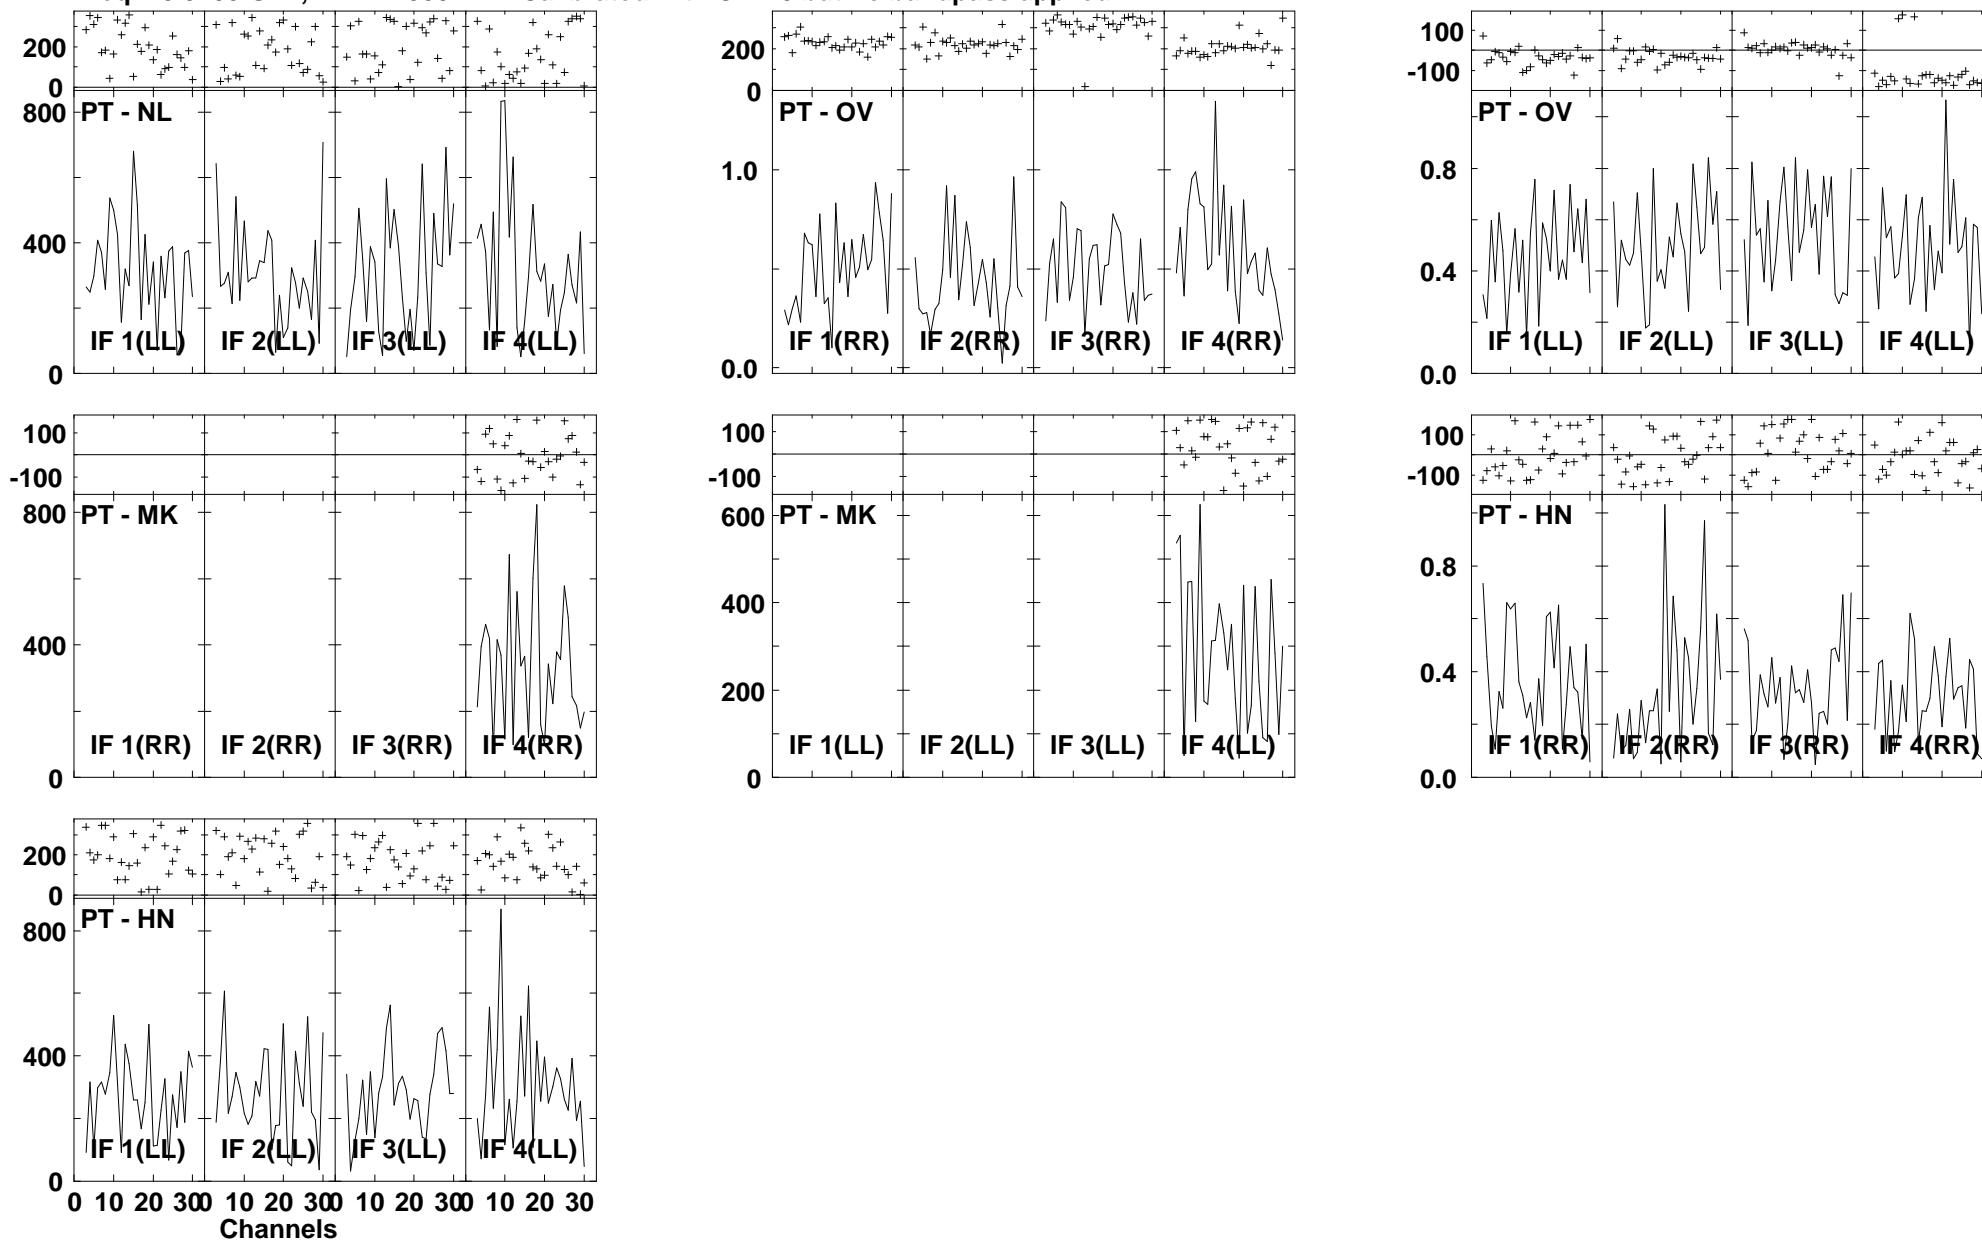 200
0
800
PT - NL
400
0
IF 1(LL) IF 2(LL) IF 3(LL) IF 4(LL)
200
0
PT - OV
1.0
0.0
IF 1(RR) IF 2(RR) IF 3(RR) IF 4(RR)
100
-100
PT - OV
0.8
0.4
0.0
IF 1(LL) IF 2(LL) IF 3(LL) IF 4(LL)
100
-100
800
PT - MK
400
0
IF 1(RR) IF 2(RR) IF 3(RR) IF 4(RR)
100
-100
600
PT - MK
400
200
0
IF 1(LL) IF 2(LL) IF 3(LL) IF 4(LL)
100
-100
PT - HN
0.8
0.4
0.0
IF 1(RR) IF 2(RR) IF 3(RR) IF 4(RR)
200
0
PT - HN
800
400
0
IF 1(LL) IF 2(LL) IF 3(LL) IF 4(LL)
0 10 20 30 0 10 20 30 0 10 20 30 0 10 20 30
Channels